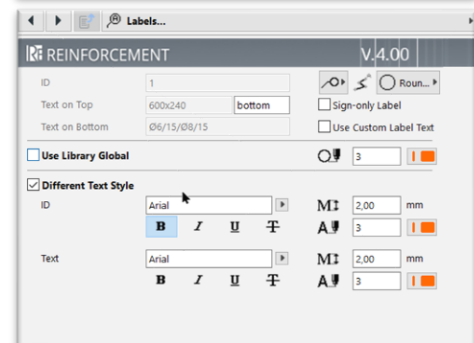 Labels...
REINFORCEMENT V.4.00
ID 1 Roun...
Text on Top 600x240 bottom Sign-only Label
Text on Bottom Ø6/15/Ø8/15 Use Custom Label Text
Use Library Global 3
Different Text Style
ID Arial M 2,00 mm
B I U T A 3
Text Arial M 2,00 mm
B I U T A 3